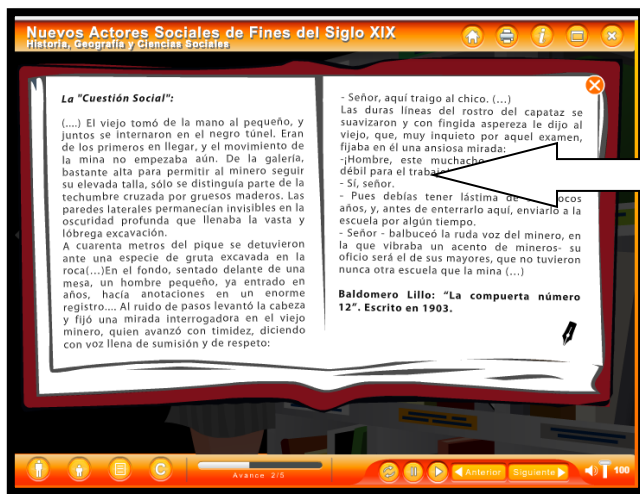 Nuevos Actores Sociales de Fines del Siglo XIX
Historia, Geografía y Ciencias Sociales
La "Cuestión Social":
(....) El viejo tomó de la mano al pequeño, y
juntos se internaron en el negro túnel. Eran
de los primeros en llegar, y el movimiento de
la mina no empezaba aún. De la galería,
bastante alta para permitir al minero seguir
su elevada talla, sólo se distinguía parte de la
techumbre cruzada por gruesos maderos. Las
paredes laterales permanecían invisibles en la
oscuridad profunda que llenaba la vasta y
lóbrega excavación.
A cuarenta metros del pique se detuvieron
ante una especie de gruta excavada en la
roca(...)En el fondo, sentado delante de una
mesa, un hombre pequeño, ya entrado en
años, hacía anotaciones en un enorme
registro.... Al ruido de pasos levantó la cabeza
y fijó una mirada interrogadora en el viejo
minero, quien avanzó con timidez, diciendo
con voz llena de sumisión y de respeto:
- Señor, aquí traigo al chico. (...)
Las duras líneas del rostro del capataz se
suavizaron y con fingida aspereza le dijo al
viejo, que, muy inquieto por aquel examen,
fijaba en él una ansiosa mirada:
-¡Hombre, este muchacho
débil para el
- Sí, señor.
- Pues debías tener lástima de
años, y, antes de enterrarlo aquí, enviarlo a la
escuela por algún tiempo.
- Señor - balbuceó la ruda voz del minero, en
la que vibraba un acento de mineros- su
oficio será el de sus mayores, que no tuvieron
nunca otra escuela que la mina (...)
Baldomero Lillo: "La compuerta número
12". Escrito en 1903.
C
Avance 2/5
Anterior Siguiente
100